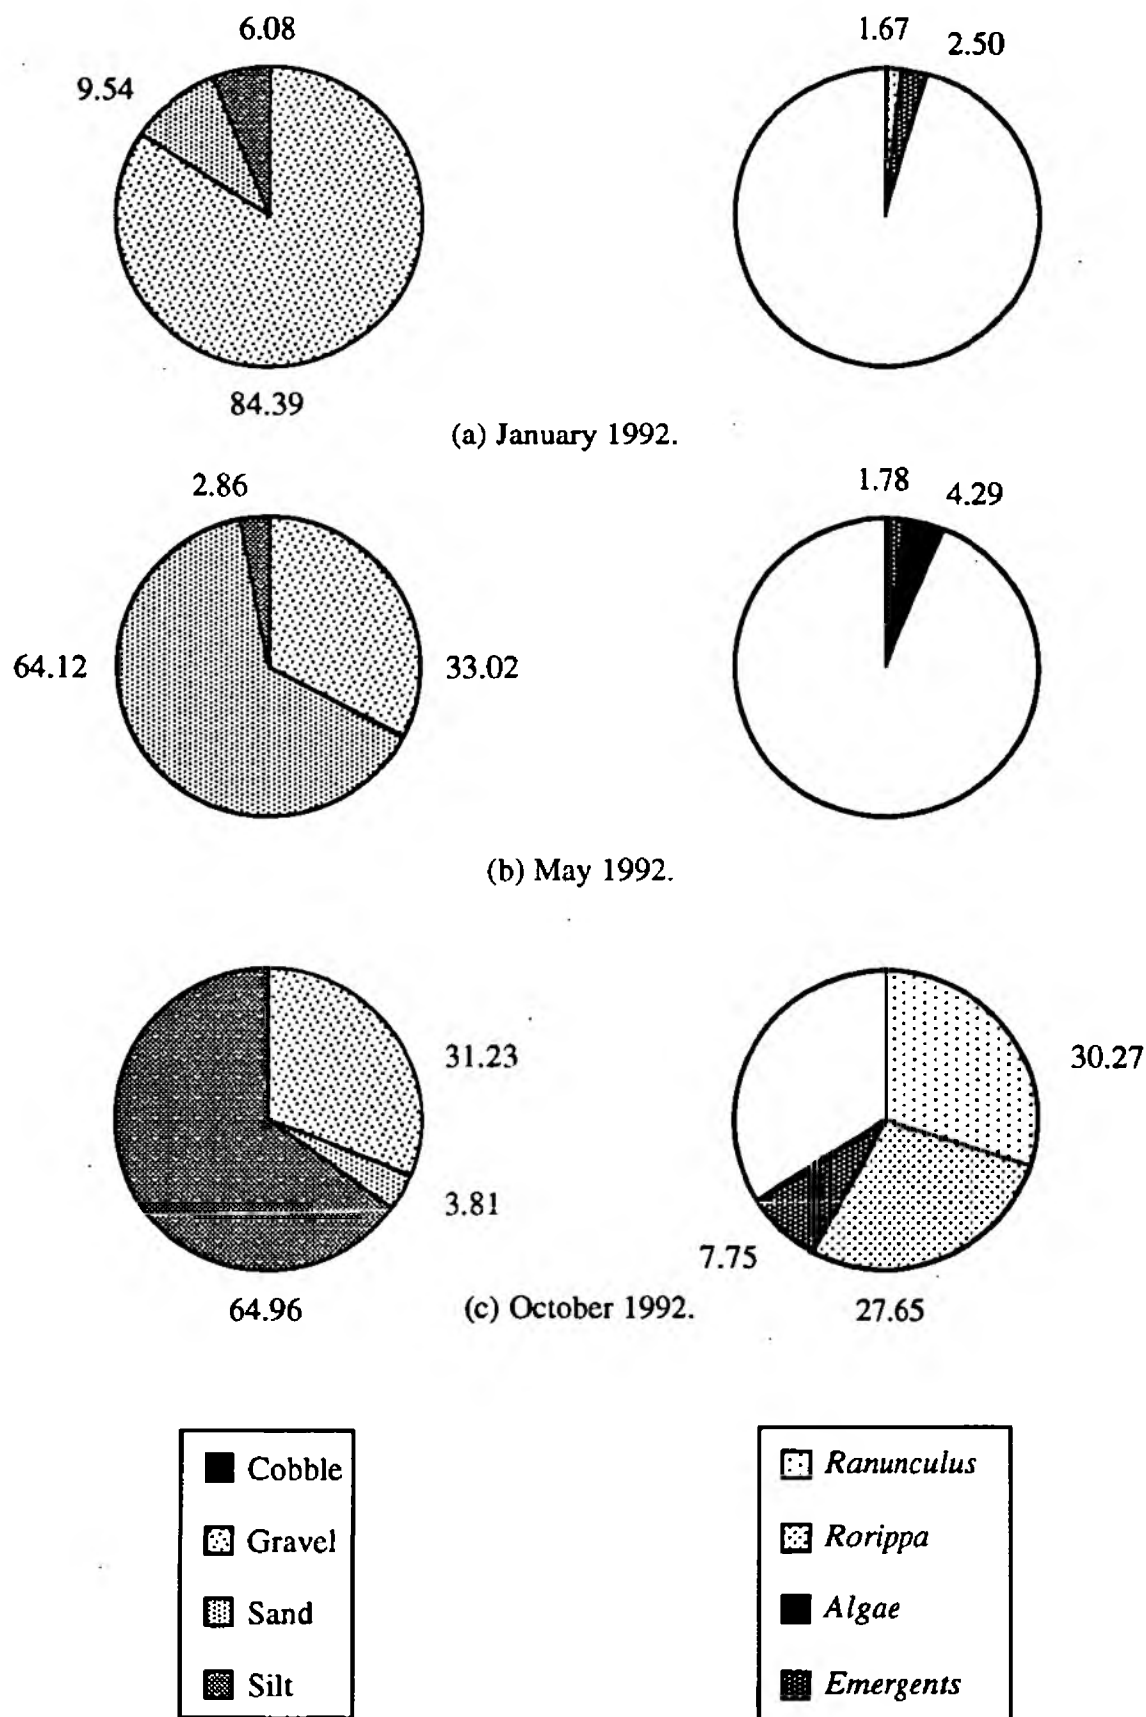 6.08
1.67
2.50
9.54
84.39
(a) January 1992.
2.86
1.78
4.29
64.12
33.02
(b) May 1992.
31.23
30.27
3.81
7.75
64.96
(c) October 1992.
27.65
Cobble
Gravel
Sand
Silt
Ranunculus
Rorippa
Algae
Emergents